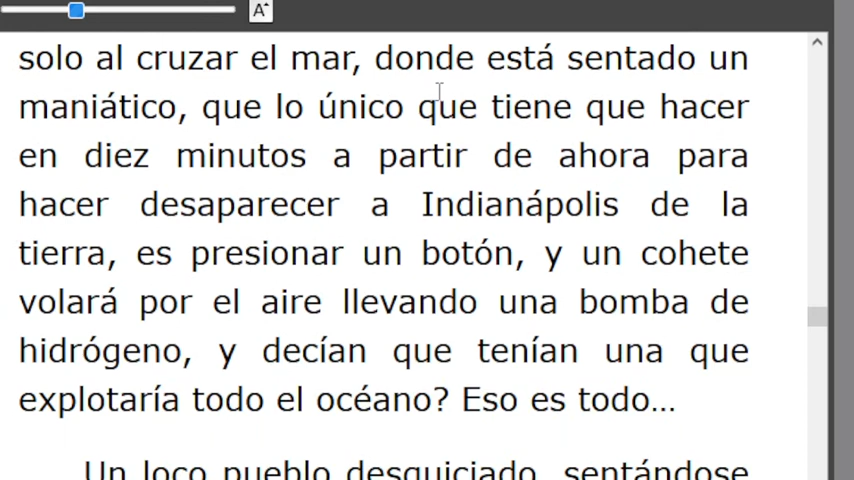 A
solo al cruzar el mar, donde está sentado un
maniático, que lo único que tiene que hacer
en diez minutos a partir de ahora para
hacer desaparecer a Indianápolis de la
tierra, es presionar un botón, y un cohete
volará por el aire llevando una bomba de
hidrógeno, y decían que tenían una que
explotaría todo el océano? Eso es todo...
Un loco pueblo desquiciado, sentándose